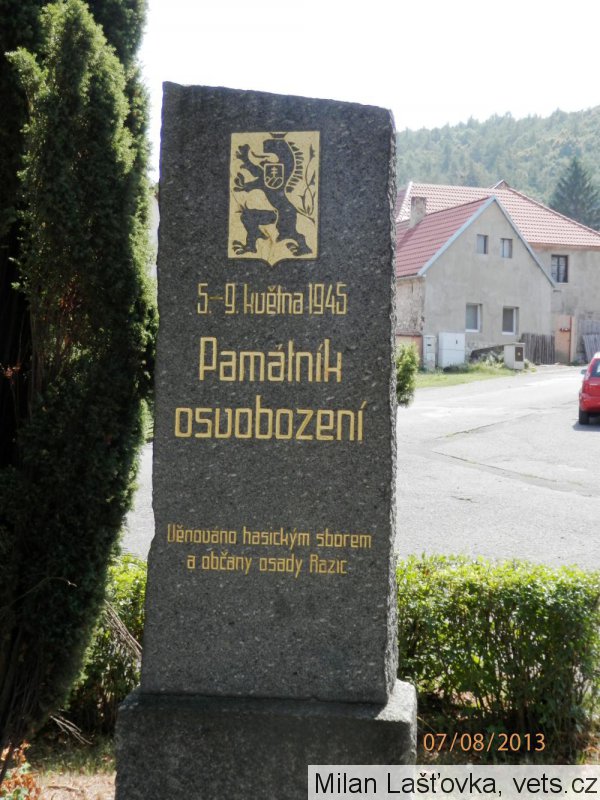 5.-9. května 1945
Památník
osvobození
Věnováno hasickým sborem
a občany osady Razic
07/08/2013
Milan Lašťovka, vets.cz